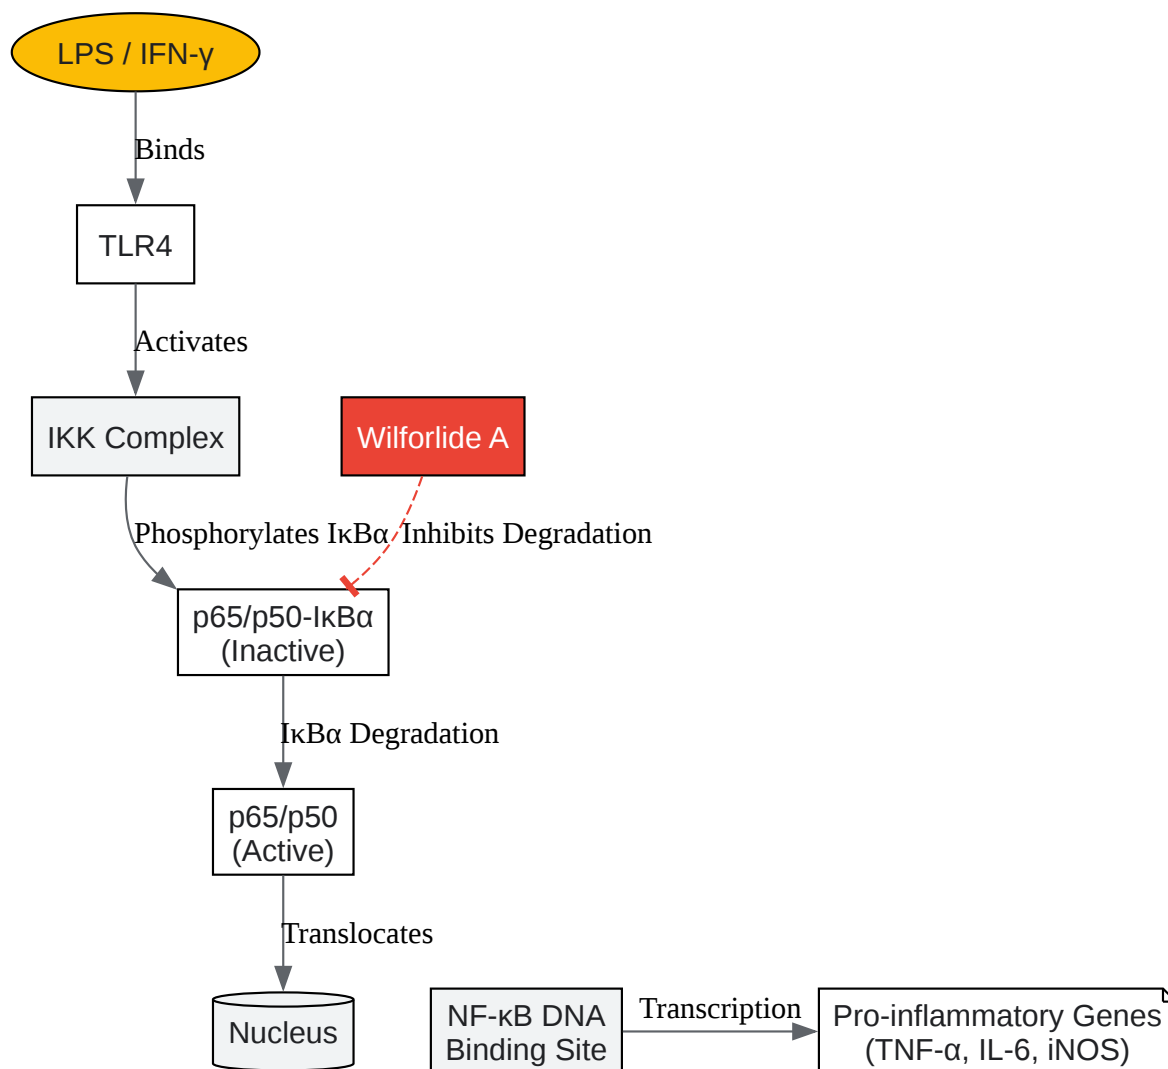 LPS / IFN-γ
Binds
TLR4
Activates
IKK Complex
Wilforlide A
Phosphorylates IκBα
Inhibits Degradation
p65/p50-IκBα
(Inactive)
IκBα Degradation
p65/p50
(Active)
Translocates
Nucleus
NF-κB DNA
Binding Site
Transcription
Pro-inflammatory Genes
(TNF-α, IL-6, iNOS)